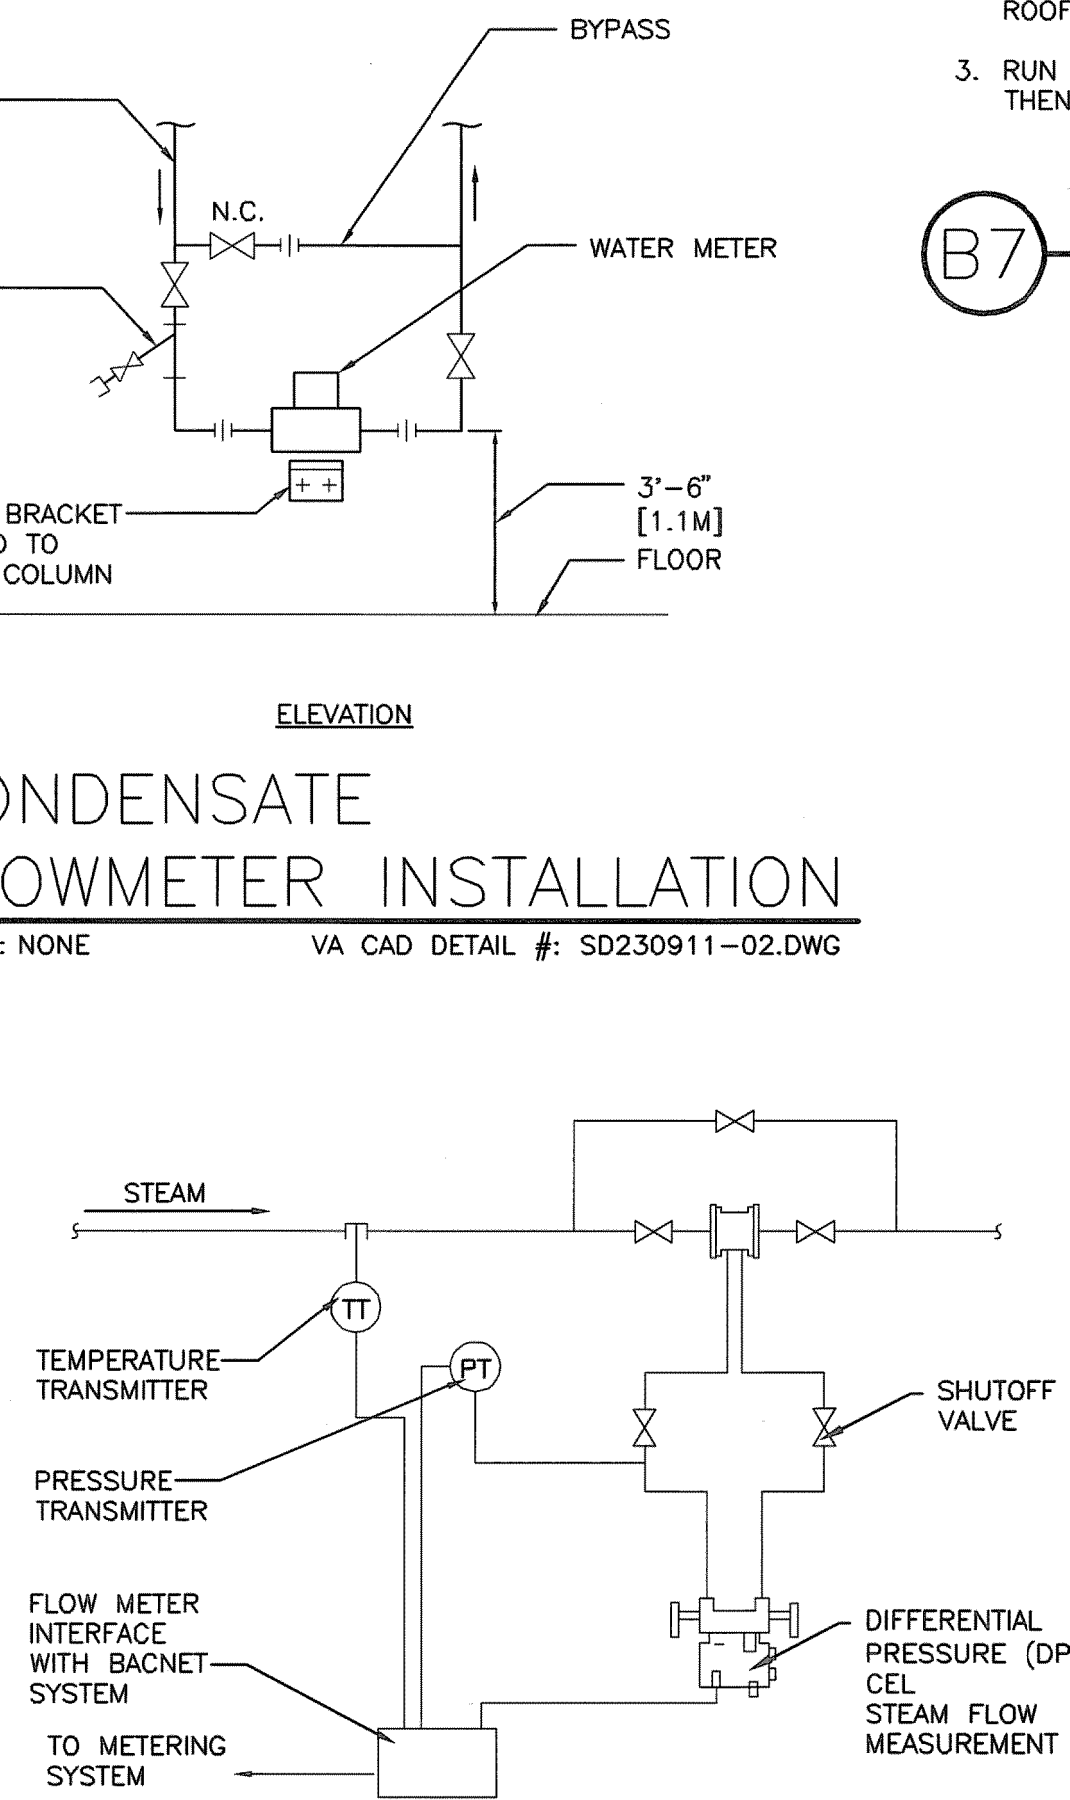 BYPASS
ROOF
3. RUN
THEN
N.C.
WATER METER
B7
BRACKET
TO
COLUMN
3'-6"
[1.1M]
FLOOR
ELEVATION
ONDENSATE
OWMETER INSTALLATION
: NONE
VA CAD DETAIL #: SD230911-02.DWG
STEAM
TT
TEMPERATURE
TRANSMITTER
PT
SHUTOFF
VALVE
PRESSURE
TRANSMITTER
FLOW METER
INTERFACE
WITH BACNET
SYSTEM
DIFFERENTIAL
PRESSURE (DP
CEL
STEAM FLOW
MEASUREMENT
TO METERING
SYSTEM